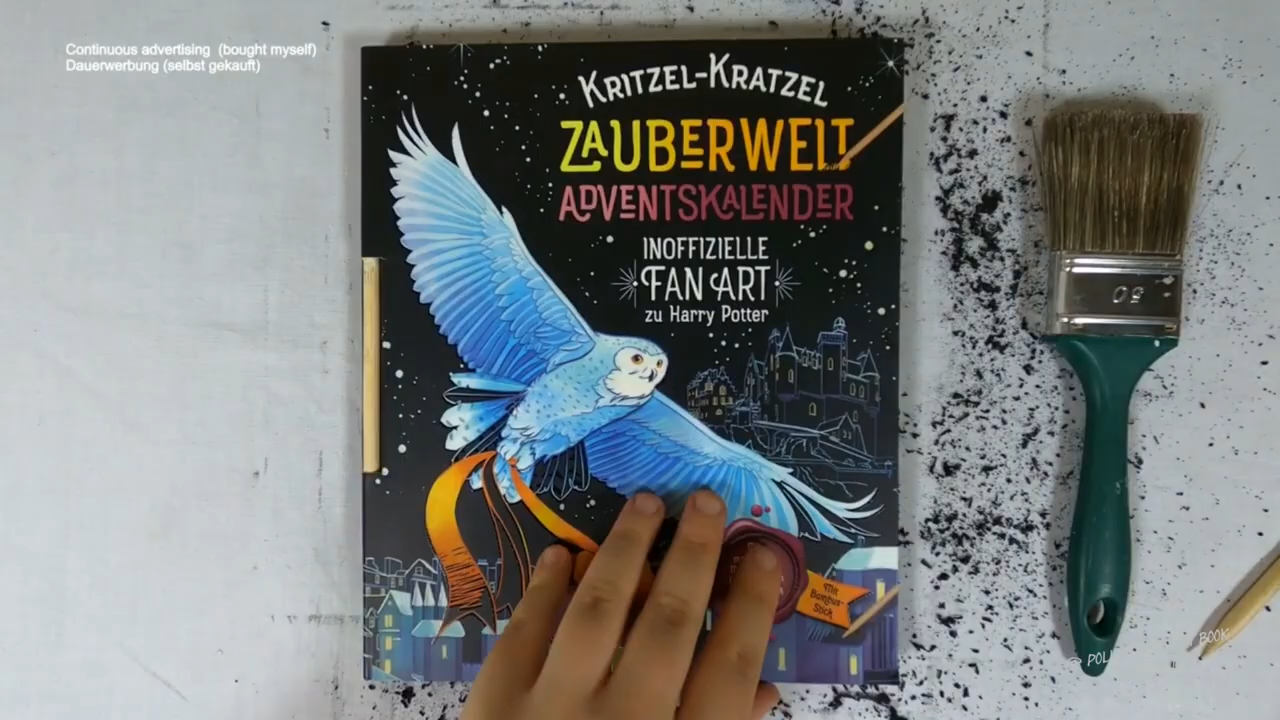 Continuous advertising (bought myself)
Dauerwerbung (selbst gekauft)
KRITZEL-KRATZEL
ZAUBERWELT
ADVENTSKALENDER
INOFFIZIELLE
FAN ART
zu Harry Potter
Mit
Bambus-
Stick
50
BOOK